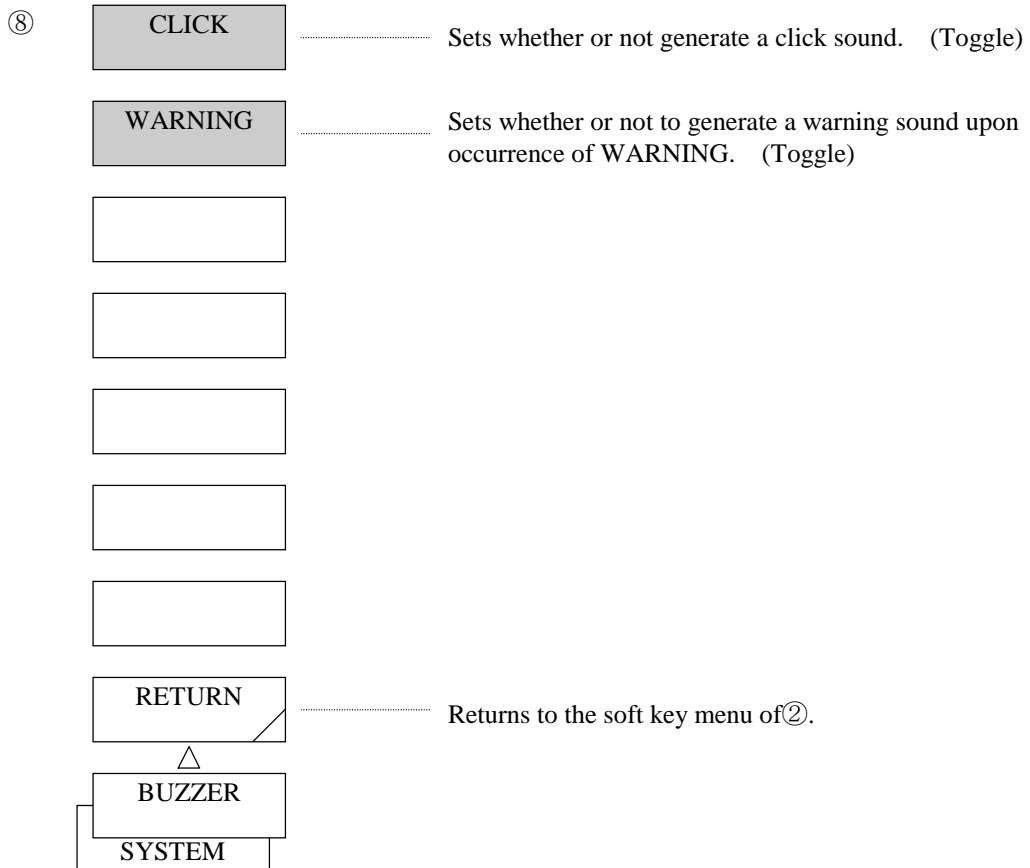 ⑧
CLICK
Sets whether or not generate a click sound. (Toggle)
WARNING
Sets whether or not to generate a warning sound upon
occurrence of WARNING. (Toggle)
RETURN
Returns to the soft key menu of②.
BUZZER
SYSTEM